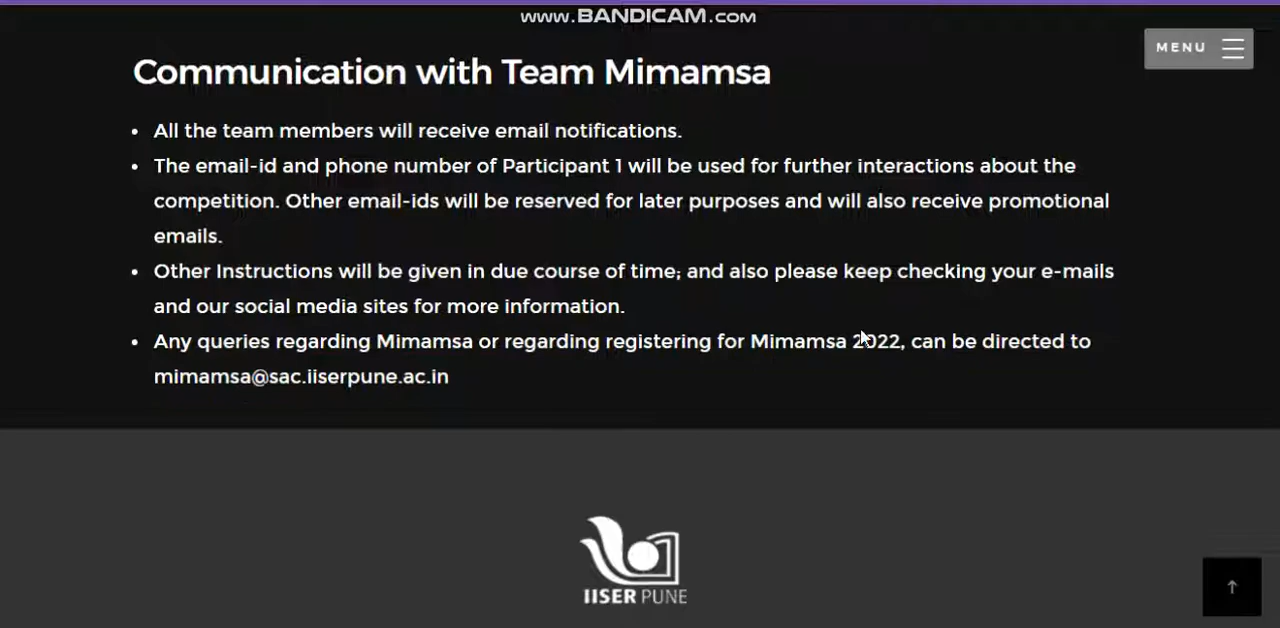 www.BANDICAM.com
MENU
Communication with Team Mimamsa
• All the team members will receive email notifications.
• The email-id and phone number of Participant 1 will be used for further interactions about the
competition. Other email-ids will be reserved for later purposes and will also receive promotional
emails.
• Other Instructions will be given in due course of time; and also please keep checking your e-mails
and our social media sites for more information.
• Any queries regarding Mimamsa or regarding registering for Mimamsa 2022, can be directed to
mimamsa@sac.iiserpune.ac.in
IISER PUNE